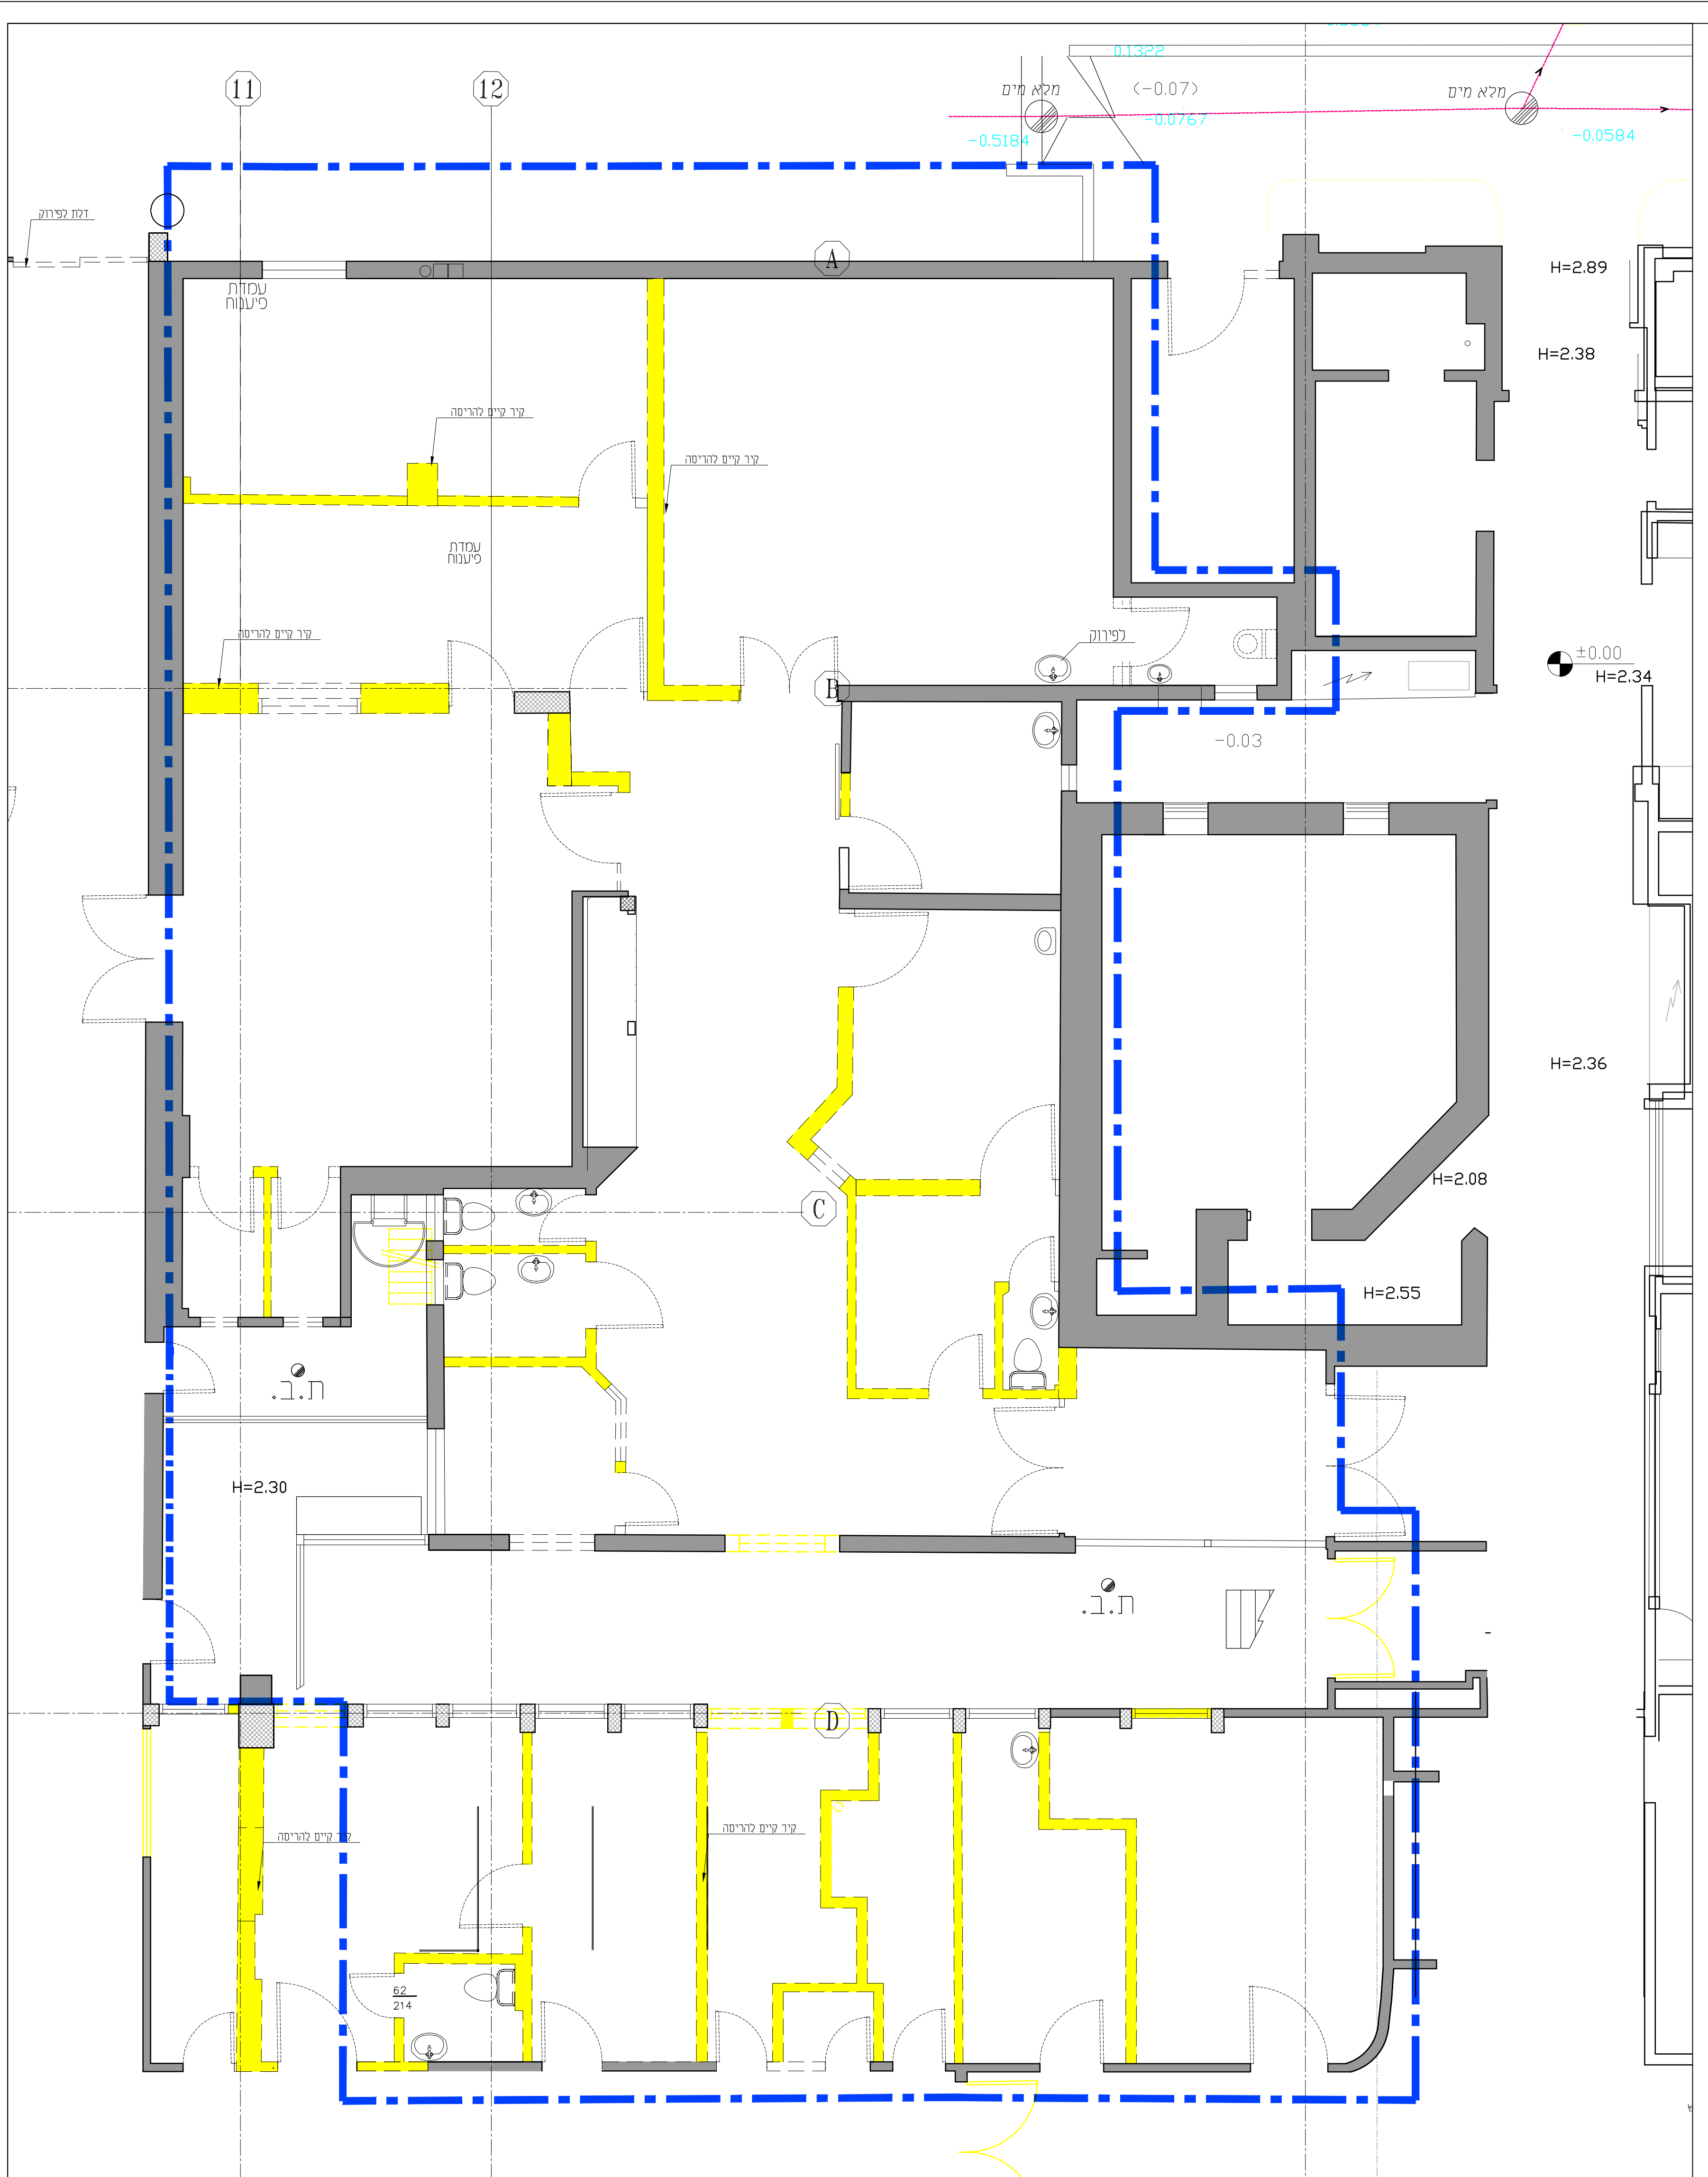 0.1322
11
12
מלא מים
(-0.07)
מלא מים
-0.0767
-0.5184
-0.0584
דלת לפירוק
A
H=2.89
עמדת
פיענוח
H=2.38
קיר קיים להריסה
קיר קיים להריסה
עמדת
פיענוח
קיר קיים להריסה
לפירוק
±0.00
H=2.34
B
-0.03
H=2.36
H=2.08
C
H=2.55
ת.ב.
H=2.30
ת.ב.
D
קיר קיים להריסה
קיר קיים להריסה
62
214